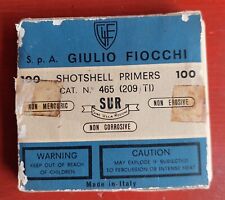 GFL
S.p.A. GIULIO FIOCCHI
100 SHOTSHELL PRIMERS 100
CAT. N.° 465 (209 TI)
NON MERCURIC
SUR
NON EROSIVE
NON CORROSIVE
WARNING
KEEP OUT OF REACH
OF CHILDREN
CAUTION
MAY EXPLODE IF SUBJECTED
TO PERCUSSION OR INTENSE HEAT
Made in Italy